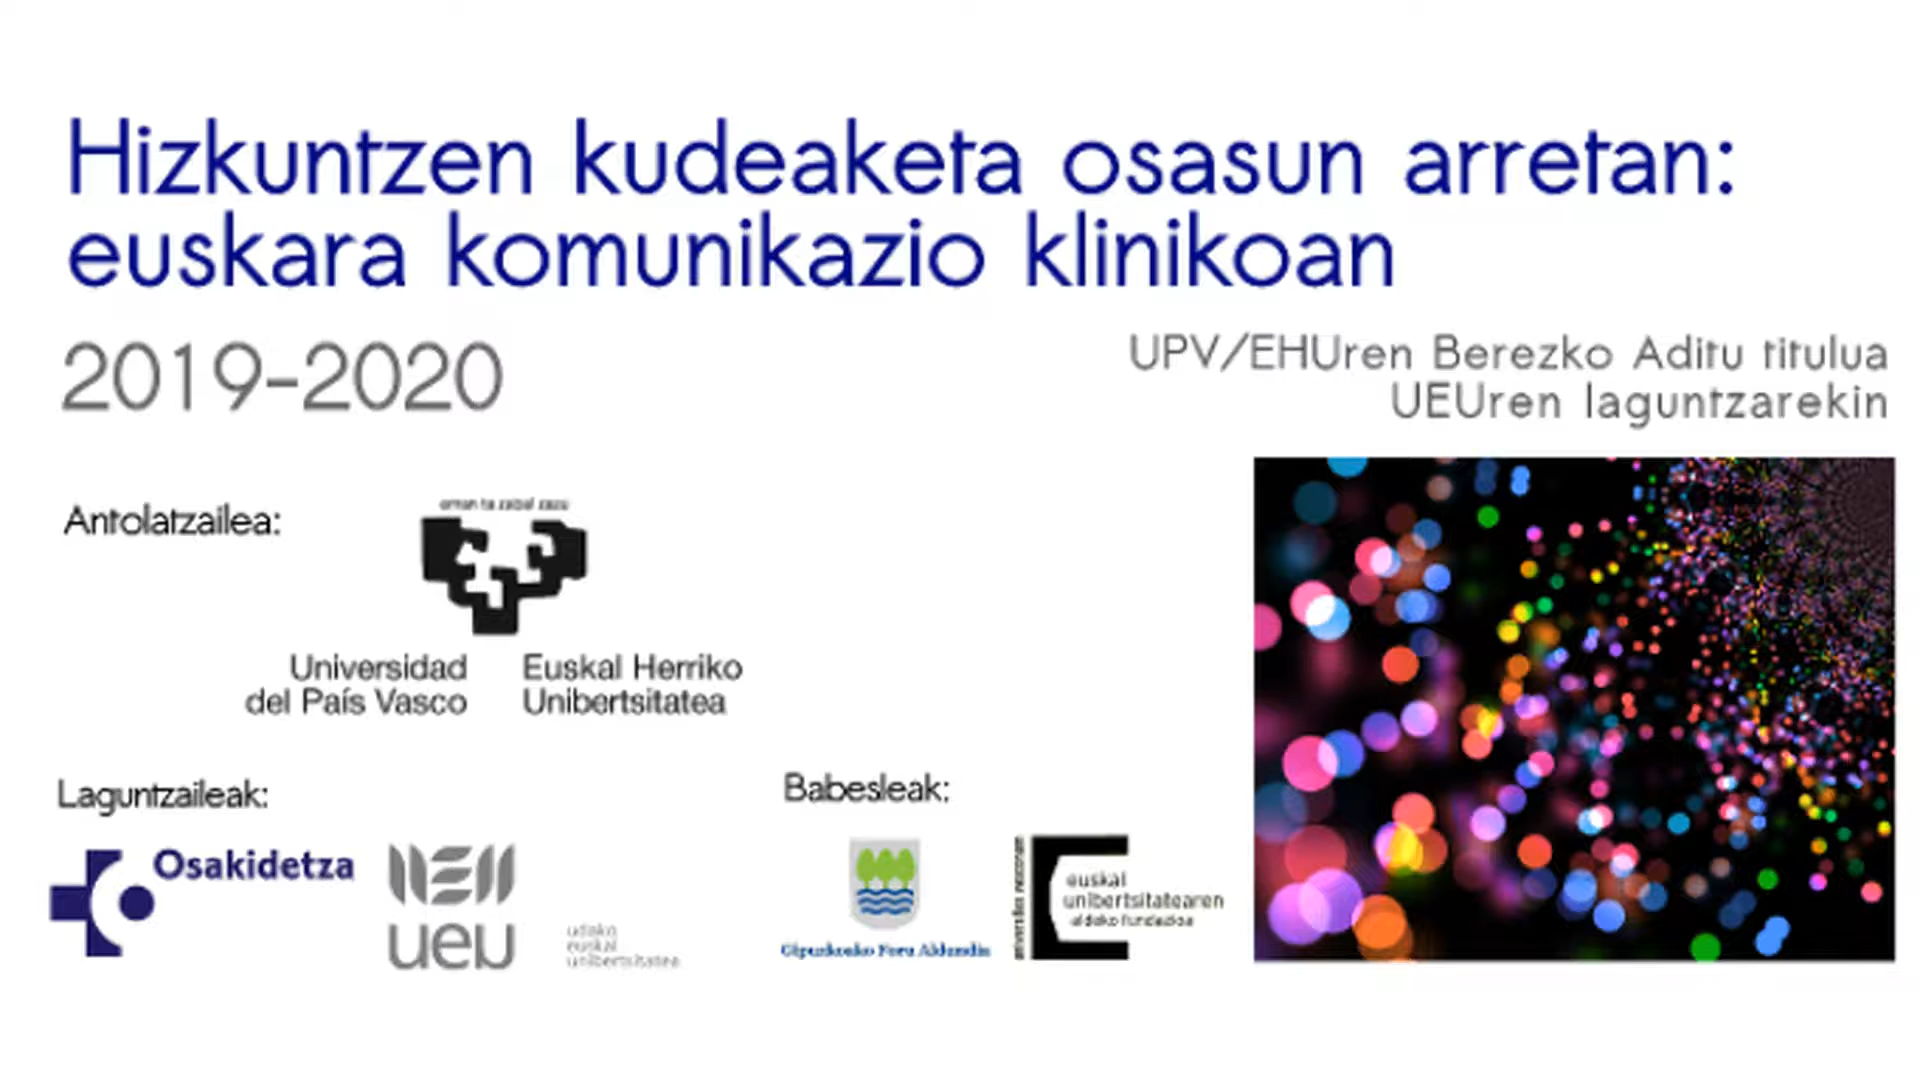 Hizkuntzen kudeaketa osasun arretan:
euskara komunikazio klinikoan
2019-2020
UPV/EHUren Berezko Aditu titulua
UEUren laguntzarekin
Antolatzailea:
eman ta zabal zazu
Universidad
del País Vasco
Euskal Herriko
Unibertsitatea
Laguntzaileak:
Osakidetza
ueu
udako
euskal
unibertsitatea
Babesleak:
Gipuzkoako Foru Aldundia
euskal
unibertsitatearen
aldeko fundazioa